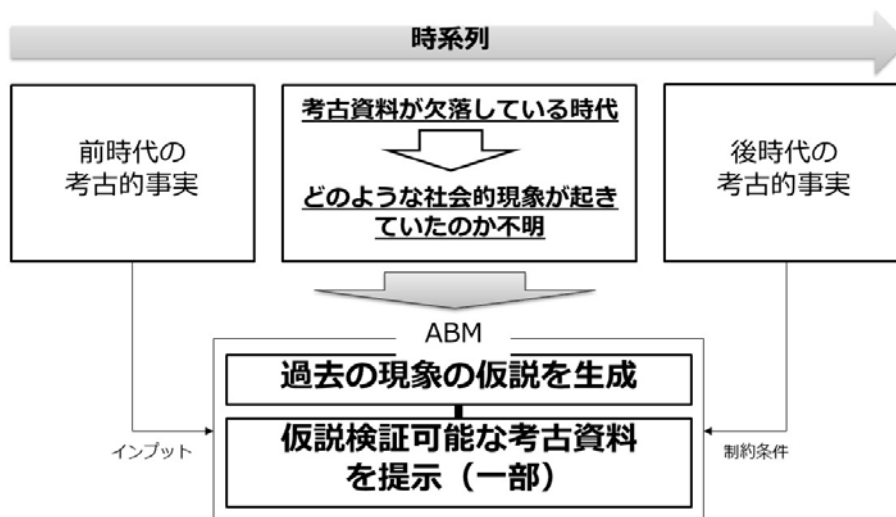 時系列
前時代の
考古的事実
考古資料が欠落している時代
どのような社会的現象が起き
ていたのか不明
後時代の
考古的事実
ABM
過去の現象の仮説を生成
仮説検証可能な考古資料
を提示（一部）
インプット
制約条件